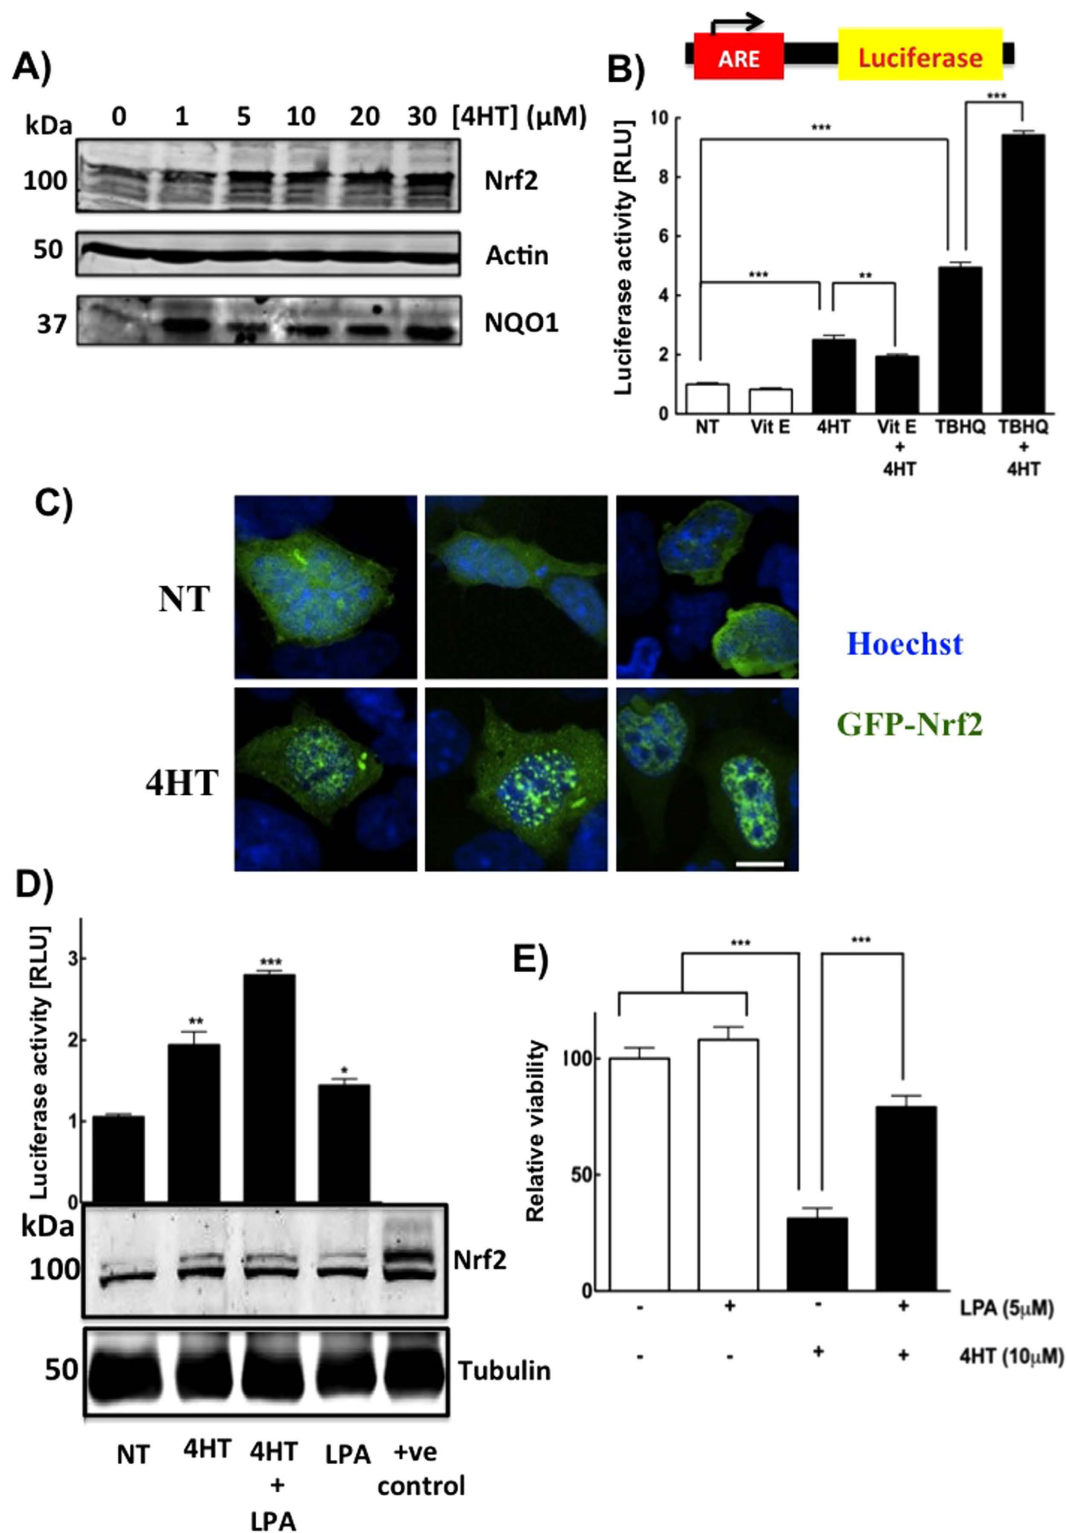 A)
kDa
0 1 5 10 20 30 [4HT] (μM)
100
Nrf2
50
Actin
37
NQO1
B)
ARE
Luciferase
Luciferase activity [RLU]
10
8
6
4
2
0
***
***
***
**
NT Vit E 4HT Vit E TBHQ TBHQ
+ +
4HT 4HT
C)
NT
4HT
Hoechst
GFP-Nrf2
D)
Luciferase activity [RLU]
3
2
1
0
**
***
*
kDa
100
Nrf2
50
Tubulin
NT 4HT 4HT LPA +ve
+ control
LPA
E)
Relative viability
100
50
0
***
***
- + - + LPA (5μM)
- - + + 4HT (10μM)